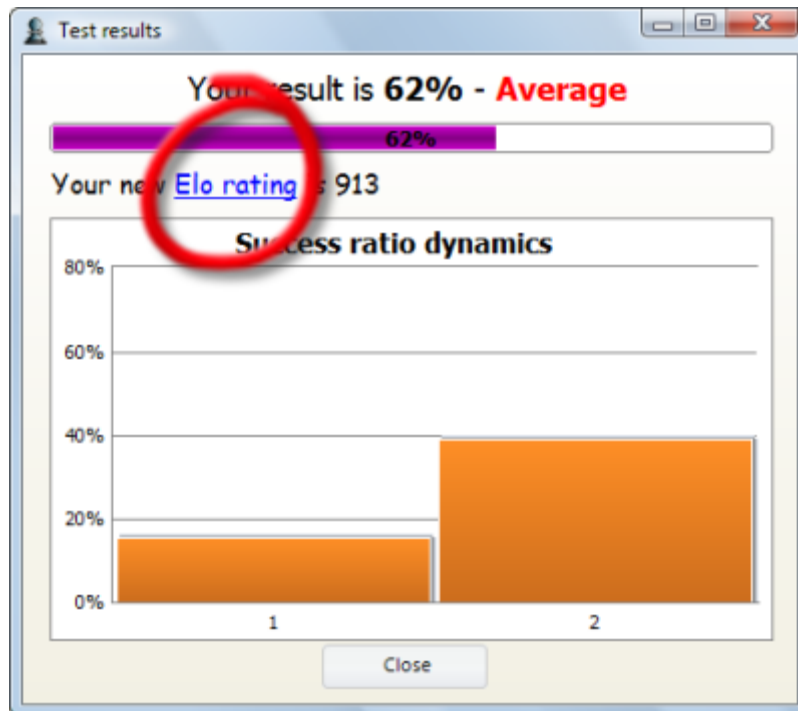 Test results
Your result is 62% - Average
62%
Your new Elo rating is 913
Success ratio dynamics
80%
60%
40%
20%
0%
1 2
Close